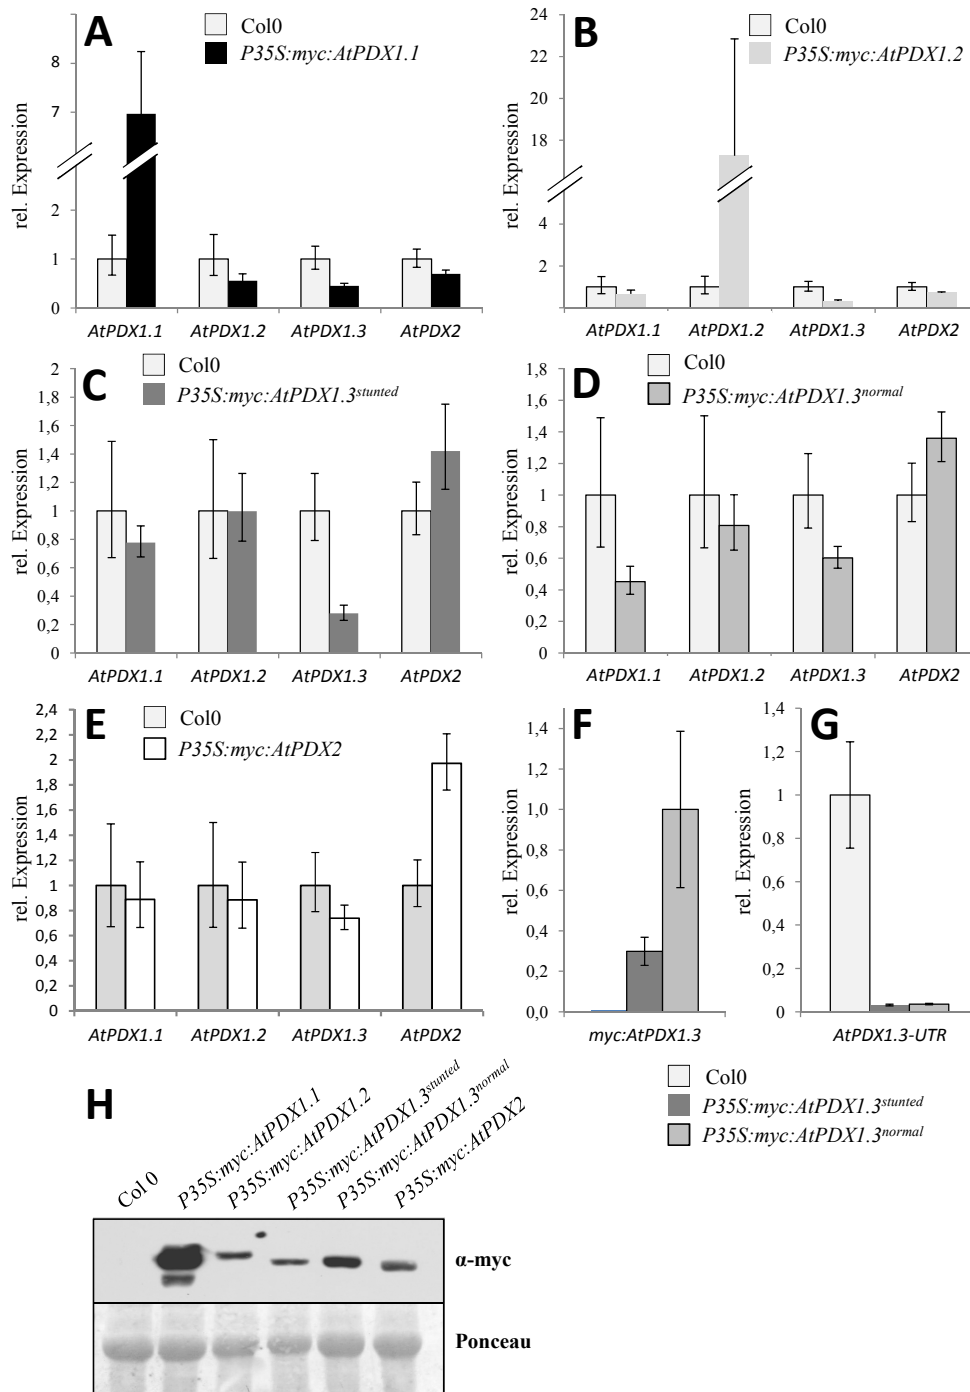 A
Col0
P35S:myc:AtPDX1.1
rel. Expression
8
7
2
1
0
AtPDX1.1 AtPDX1.2 AtPDX1.3 AtPDX2
B
Col0
P35S:myc:AtPDX1.2
rel. Expression
24
22
20
18
16
4
2
AtPDX1.1 AtPDX1.2 AtPDX1.3 AtPDX2
C
Col0
P35S:myc:AtPDX1.3stunted
rel. Expression
2
1,8
1,6
1,4
1,2
1
0,8
0,6
0,4
0,2
0
AtPDX1.1 AtPDX1.2 AtPDX1.3 AtPDX2
D
Col0
P35S:myc:AtPDX1.3normal
rel. Expression
1,8
1,6
1,4
1,2
1
0,8
0,6
0,4
0,2
0
AtPDX1.1 AtPDX1.2 AtPDX1.3 AtPDX2
E
Col0
P35S:myc:AtPDX2
rel. Expression
2,4
2,2
2
1,8
1,6
1,4
1,2
1
0,8
0,6
0,4
0,2
0
AtPDX1.1 AtPDX1.2 AtPDX1.3 AtPDX2
F
rel. Expression
1,4
1,2
1,0
0,8
0,6
0,4
0,2
0,0
myc:AtPDX1.3
G
rel. Expression
1,4
1,2
1
0,8
0,6
0,4
0,2
0
AtPDX1.3-UTR
Col0
P35S:myc:AtPDX1.3stunted
P35S:myc:AtPDX1.3normal
H
Col 0
P35S:myc:AtPDX1.1
P35S:myc:AtPDX1.2
P35S:myc:AtPDX1.3stunted
P35S:myc:AtPDX1.3normal
P35S:myc:AtPDX2
α-myc
Ponceau